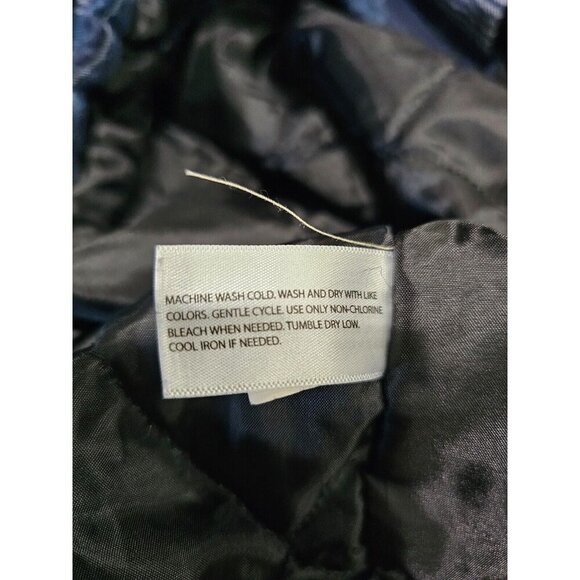 MACHINE WASH COLD. WASH AND DRY WITH LIKE
COLORS. GENTLE CYCLE. USE ONLY NON-CHLORINE
BLEACH WHEN NEEDED. TUMBLE DRY LOW.
COOL IRON IF NEEDED.